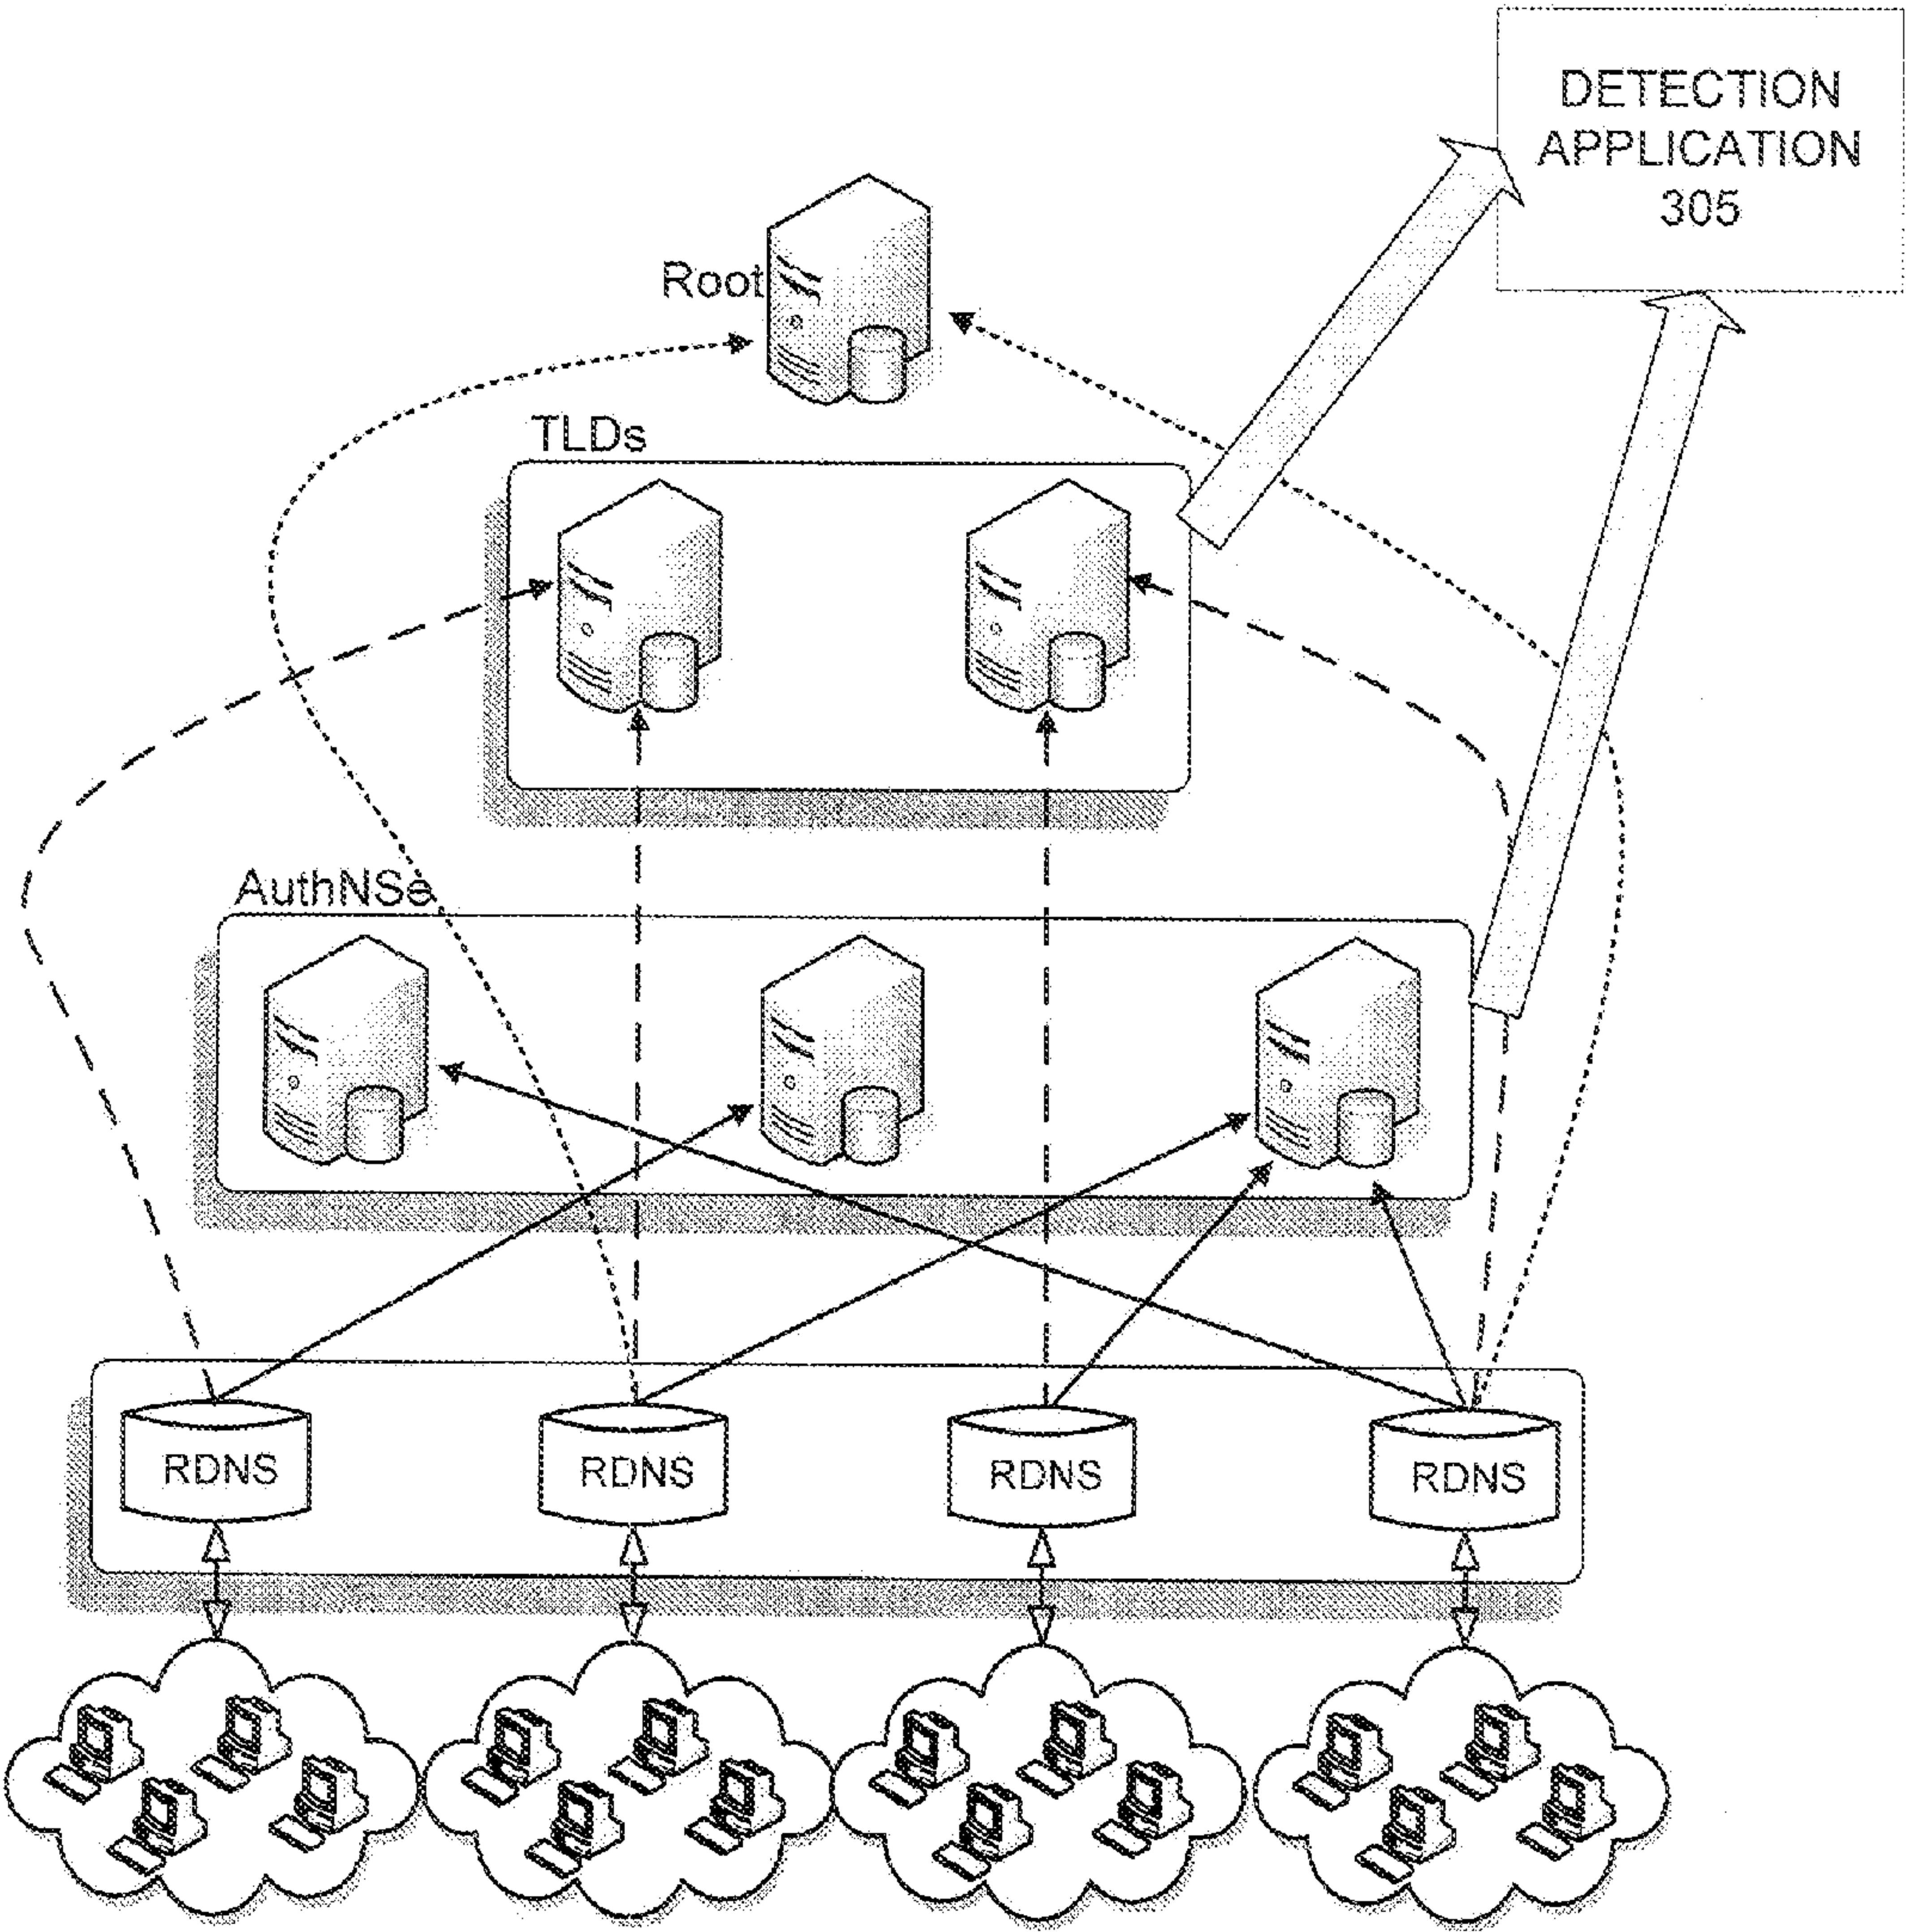 DETECTION
APPLICATION
305
Root
TLDs
AuthNSe
RDNS
RDNS
RDNS
RDNS